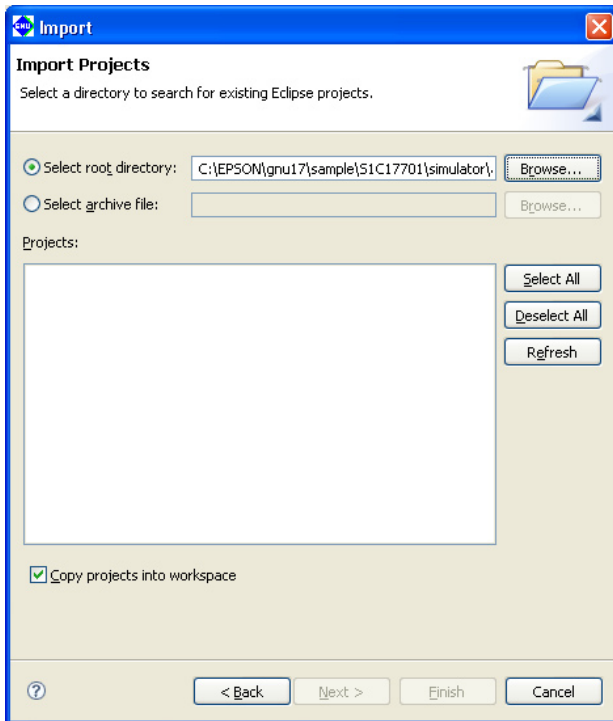 GNU Import
Import Projects
Select a directory to search for existing Eclipse projects.
Select root directory: C:\EPSON\gnu17\sample\S1C17701\simulator\. Browse...
Select archive file: Browse...
Projects:
Select All
Deselect All
Refresh
Copy projects into workspace
? < Back Next > Finish Cancel